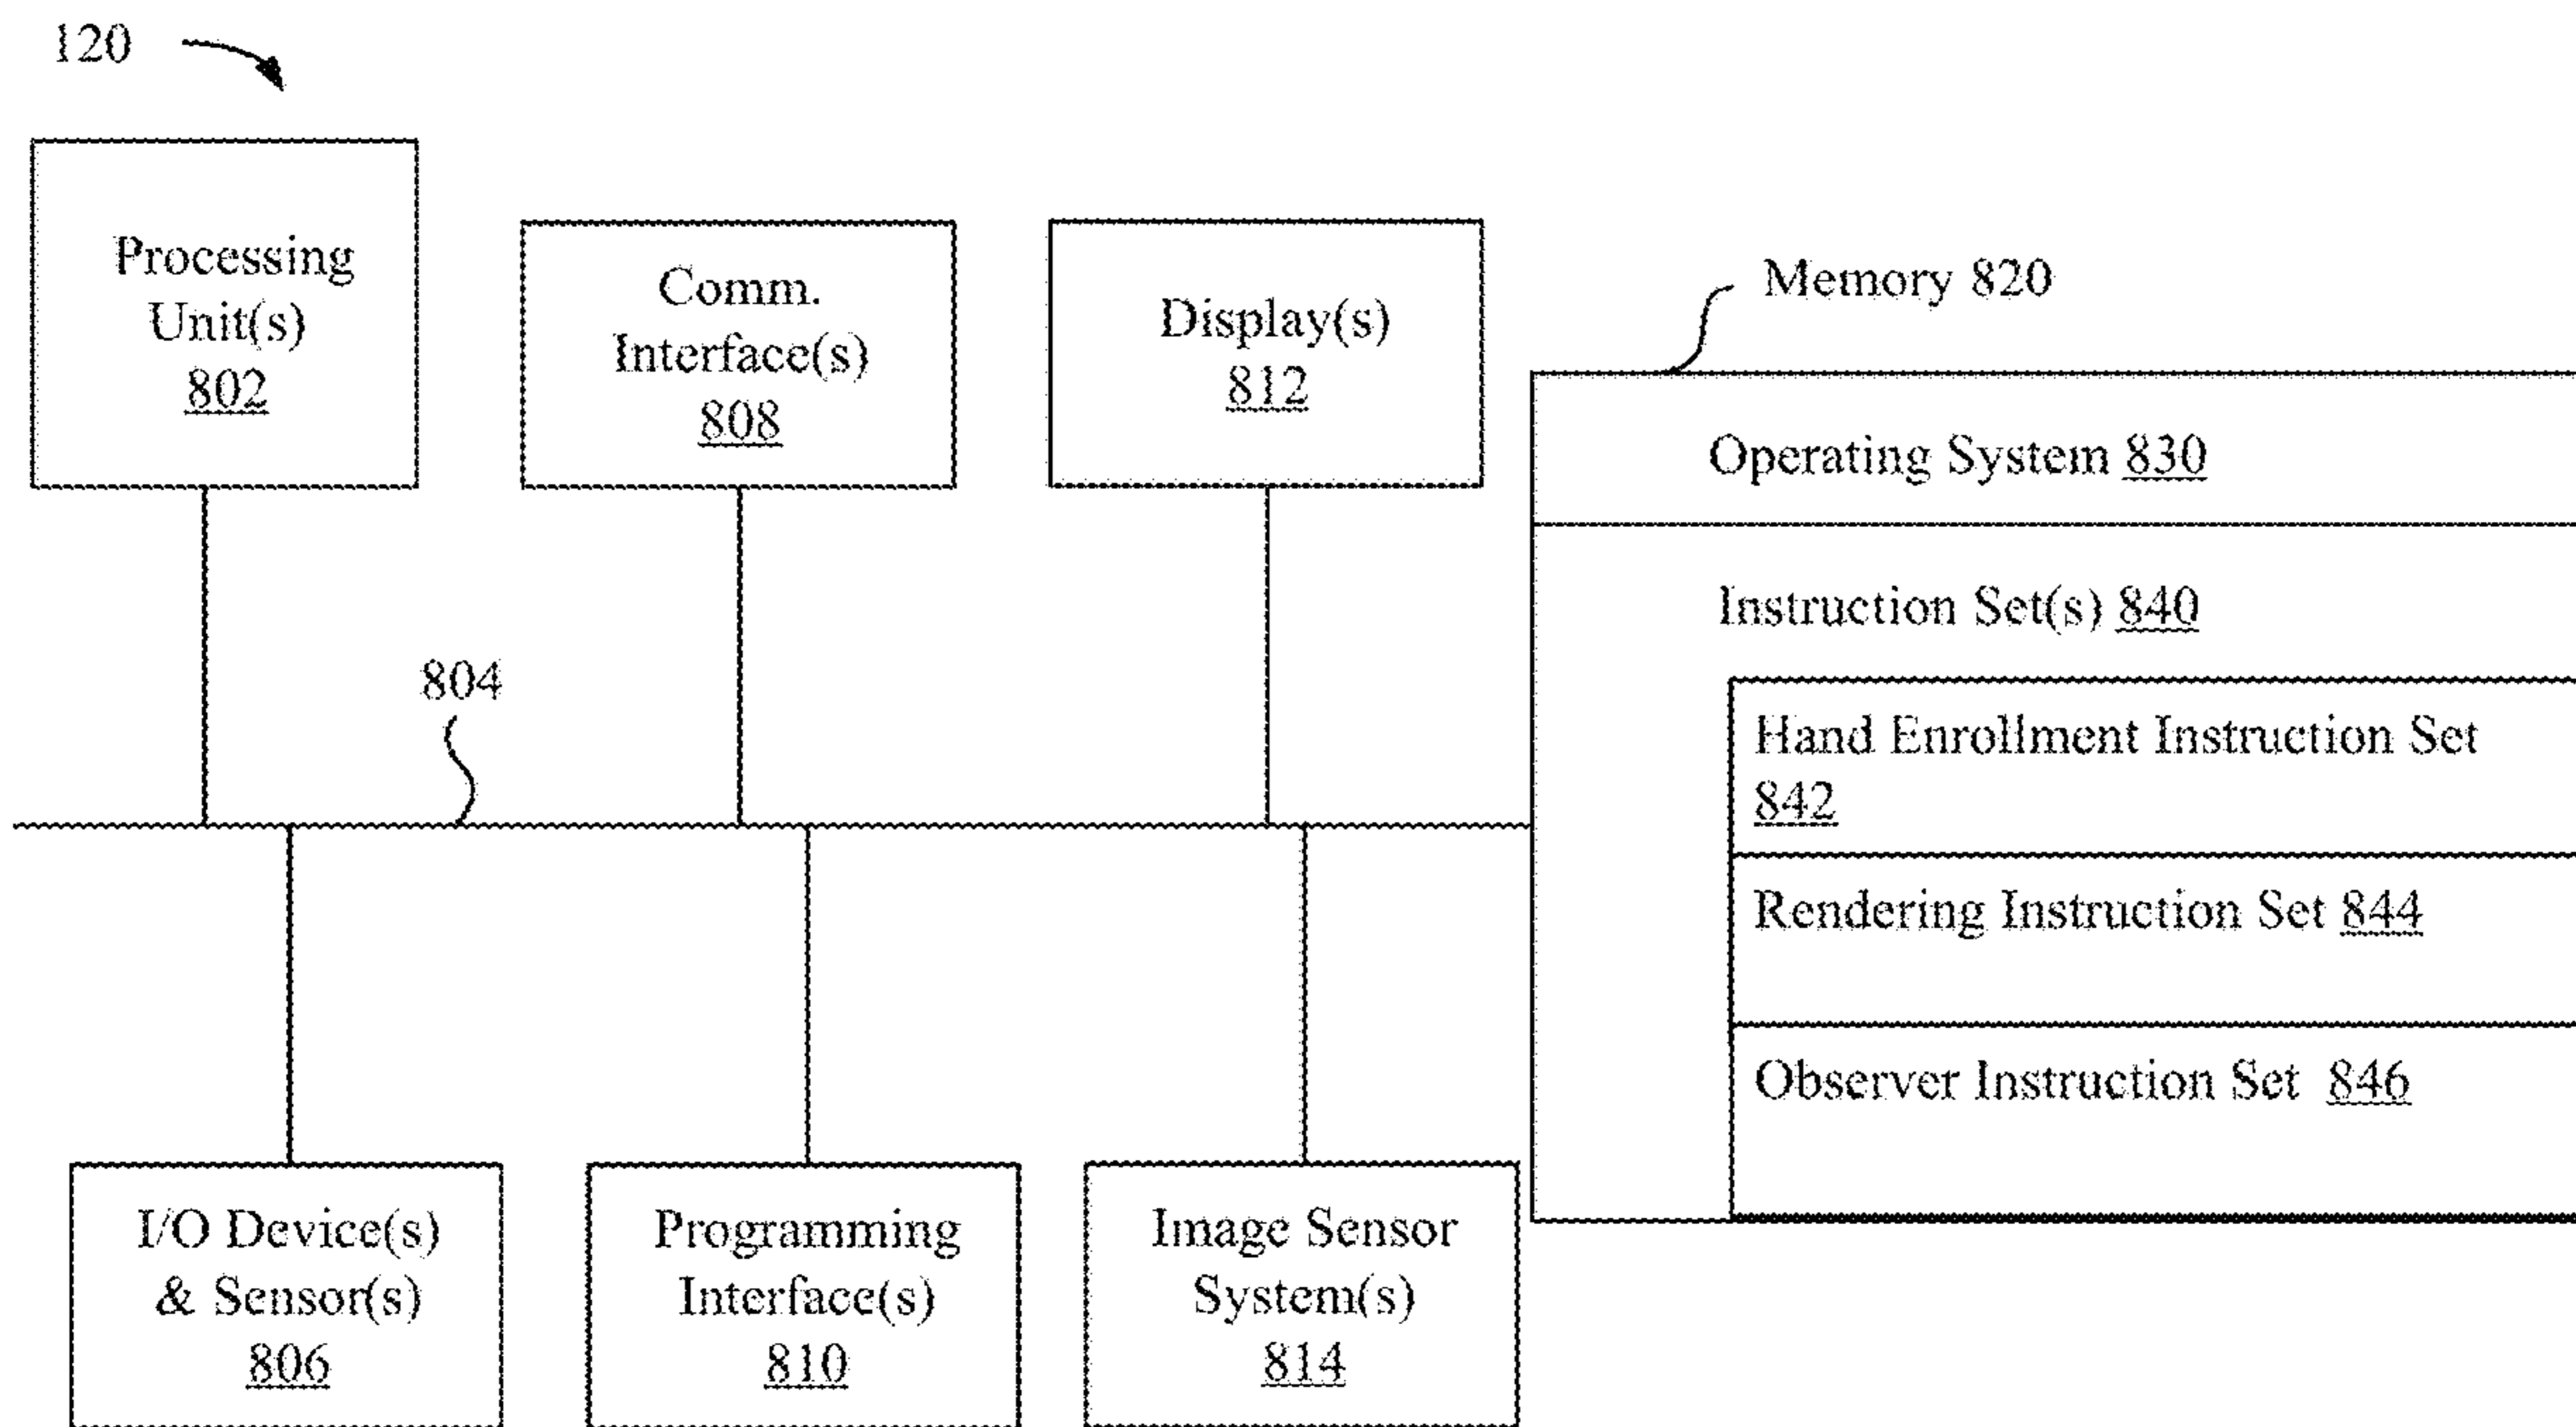 120
Processing
Unit(s)
802
Comm.
Interface(s)
808
Display(s)
812
Memory 820
Operating System 830
Instruction Set(s) 840
Hand Enrollment Instruction Set
842
Rendering Instruction Set 844
Observer Instruction Set 846
804
I/O Device(s)
& Sensor(s)
806
Programming
Interface(s)
810
Image Sensor
System(s)
814